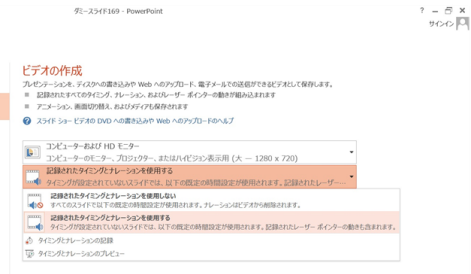 ダミースライド169 - PowerPoint
?
サインイン
ビデオの作成
プレゼンテーションを、ディスクへの書き込みや Web へのアップロード、電子メールでの送信ができるビデオとして保存します。
記録されたすべてのタイミング、ナレーション、およびレーザー ポインターの動きが組み込まれます
アニメーション、画面切り替え、およびメディアも保存されます
スライド ショー ビデオの DVD への書き込みや Web へのアップロードのヘルプ
コンピューターおよび HD モニター
コンピューターのモニター、プロジェクター、またはハイビジョン表示用 (大 ― 1280 x 720)
記録されたタイミングとナレーションを使用する
タイミングが設定されていないスライドでは、以下の既定の時間設定が使用されます。記録されたレーザー…
記録されたタイミングとナレーションを使用しない
すべてのスライドで以下の既定の時間設定が使用されます。ナレーションはビデオから削除されます。
記録されたタイミングとナレーションを使用する
タイミングが設定されていないスライドでは、以下の既定の時間設定が使用されます。記録されたレーザー ポインターの動きも含まれます。
タイミングとナレーションの記録
タイミングとナレーションのプレビュー